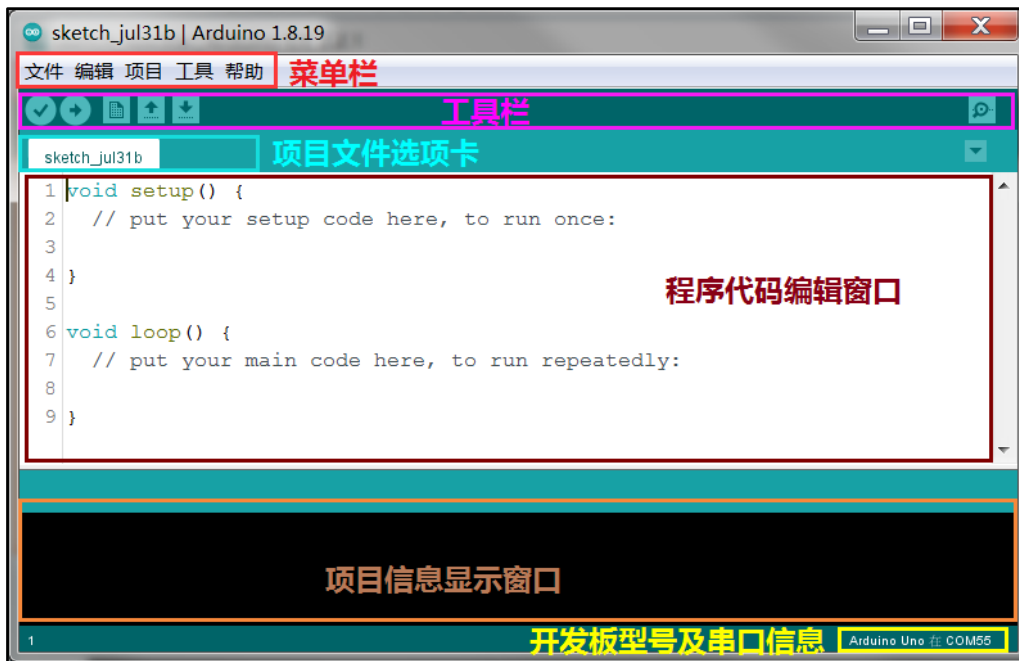 sketch_jul31b | Arduino 1.8.19
文件 编辑 项目 工具 帮助 菜单栏
工具栏
sketch_jul31b 项目文件选项卡
1 void setup() {
2 // put your setup code here, to run once:
3
4 }
5
程序代码编辑窗口
6 void loop() {
7 // put your main code here, to run repeatedly:
8
9 }
项目信息显示窗口
1 开发板型号及串口信息 Arduino Uno 在 COM55